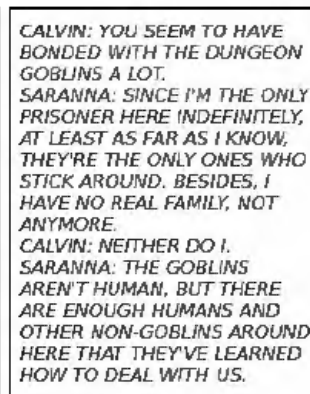 CALVIN: YOU SEEM TO HAVE
BONDED WITH THE DUNGEON
GOBLINS A LOT.
SARANNA: SINCE I'M THE ONLY
PRISONER HERE INDEFINITELY,
AT LEAST AS FAR AS I KNOW,
THEY'RE THE ONLY ONES WHO
STICK AROUND. BESIDES, I
HAVE NO REAL FAMILY, NOT
ANYMORE.
CALVIN: NEITHER DO I.
SARANNA: THE GOBLINS
AREN'T HUMAN, BUT THERE
ARE ENOUGH HUMANS AND
OTHER NON-GOBLINS AROUND
HERE THAT THEY'VE LEARNED
HOW TO DEAL WITH US.